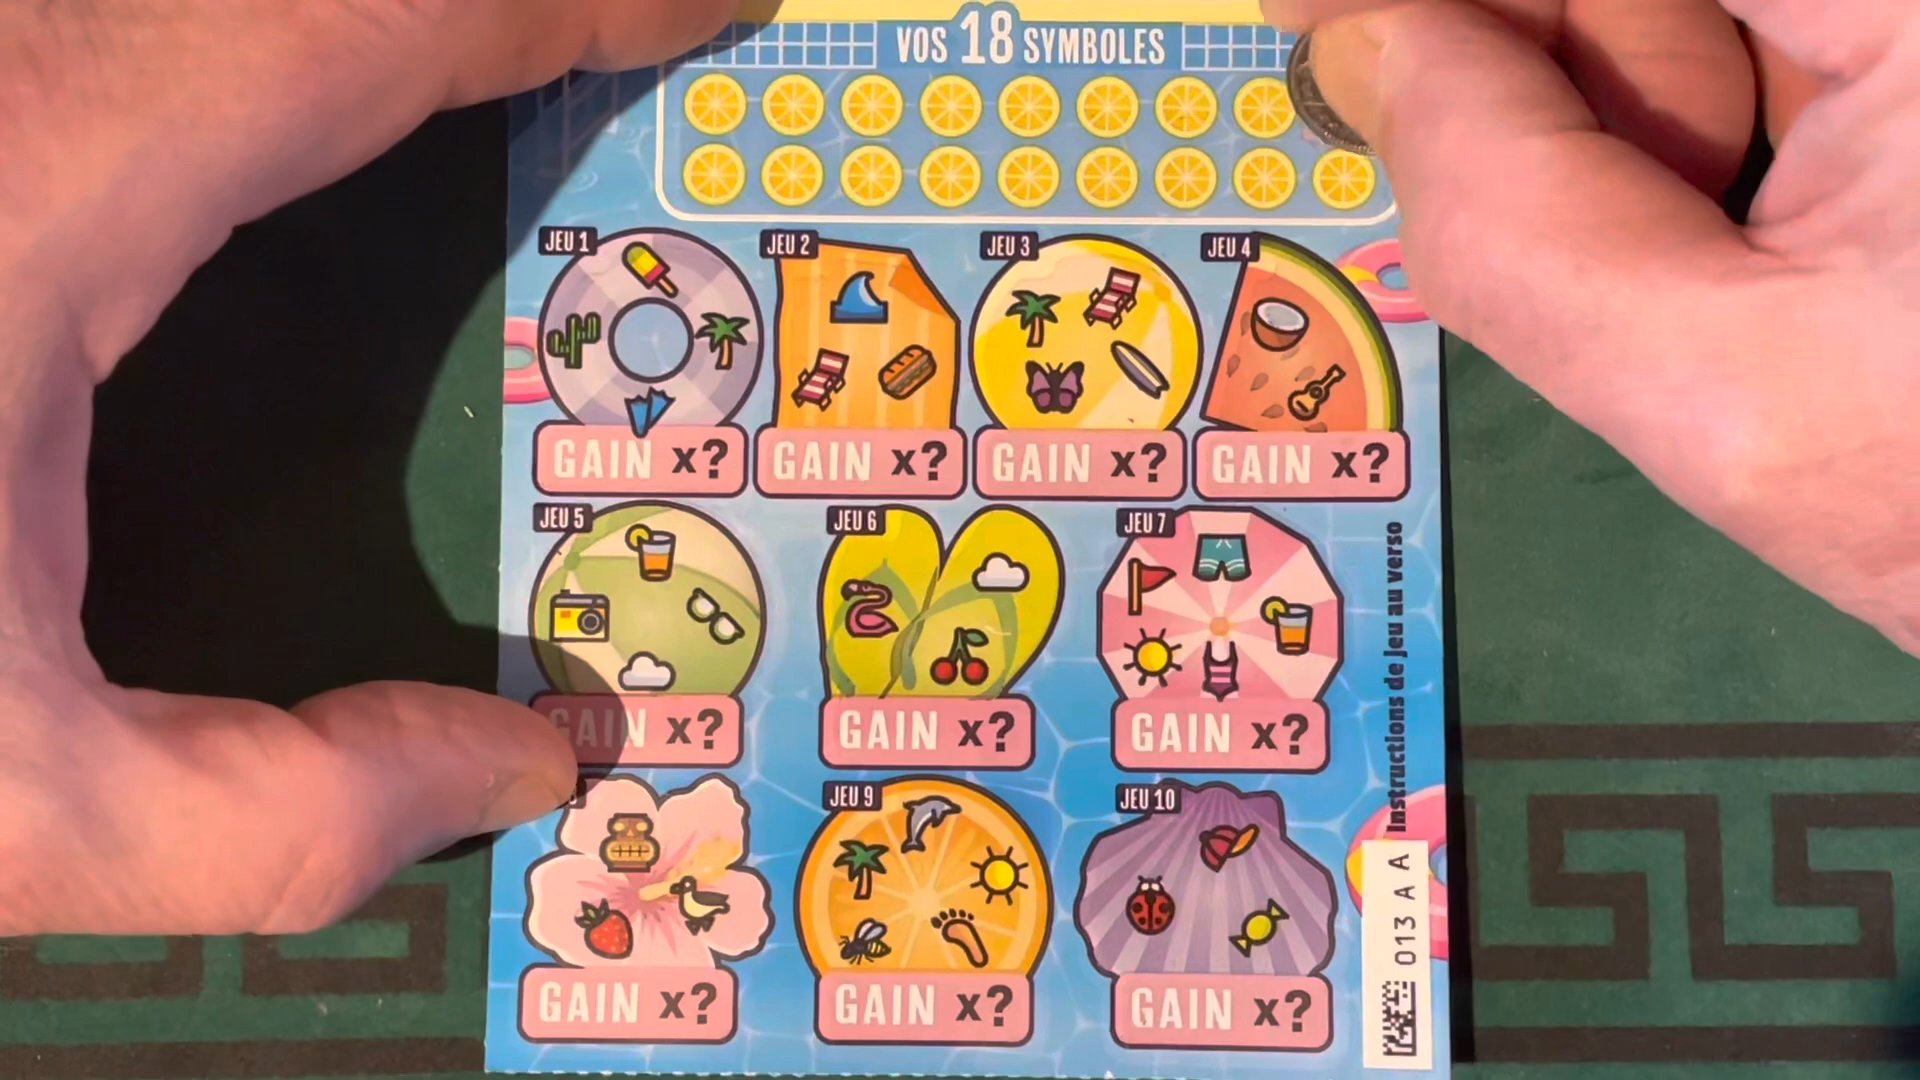 VOS 18 SYMBOLES
JEU 1
JEU 2
JEU 3
JEU 4
GAIN x?
GAIN x?
GAIN x?
GAIN x?
JEU 5
JEU 6
JEU 7
GAIN x?
GAIN x?
GAIN x?
JEU 9
JEU 10
GAIN x?
GAIN x?
GAIN x?
Instructions de jeu au verso
013 A A